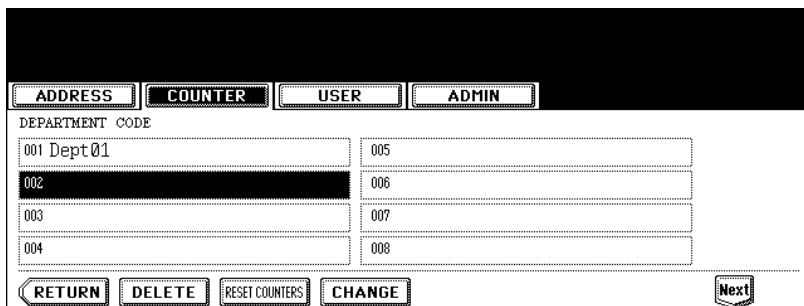 ADDRESS COUNTER USER ADMIN
DEPARTMENT CODE
001 Dept01 005
002 006
003 007
004 008
RETURN DELETE RESET COUNTERS CHANGE Next